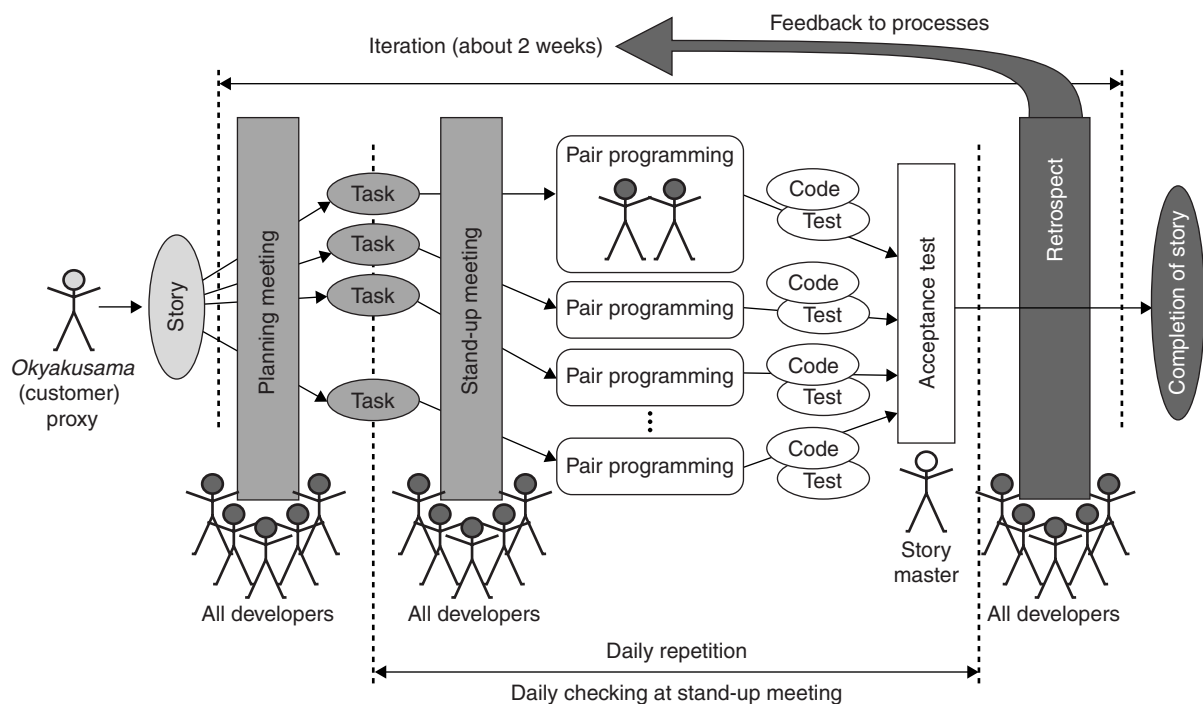 Feedback to processes
Iteration (about 2 weeks)
Okyakusama
(customer)
proxy
Story
Planning meeting
All developers
Task
Task
Task
Task
Stand-up meeting
All developers
Pair programming
Pair programming
Pair programming
Pair programming
Code
Test
Code
Test
Code
Test
Code
Test
Acceptance test
Story
master
Retrospect
All developers
Completion of story
Daily repetition
Daily checking at stand-up meeting